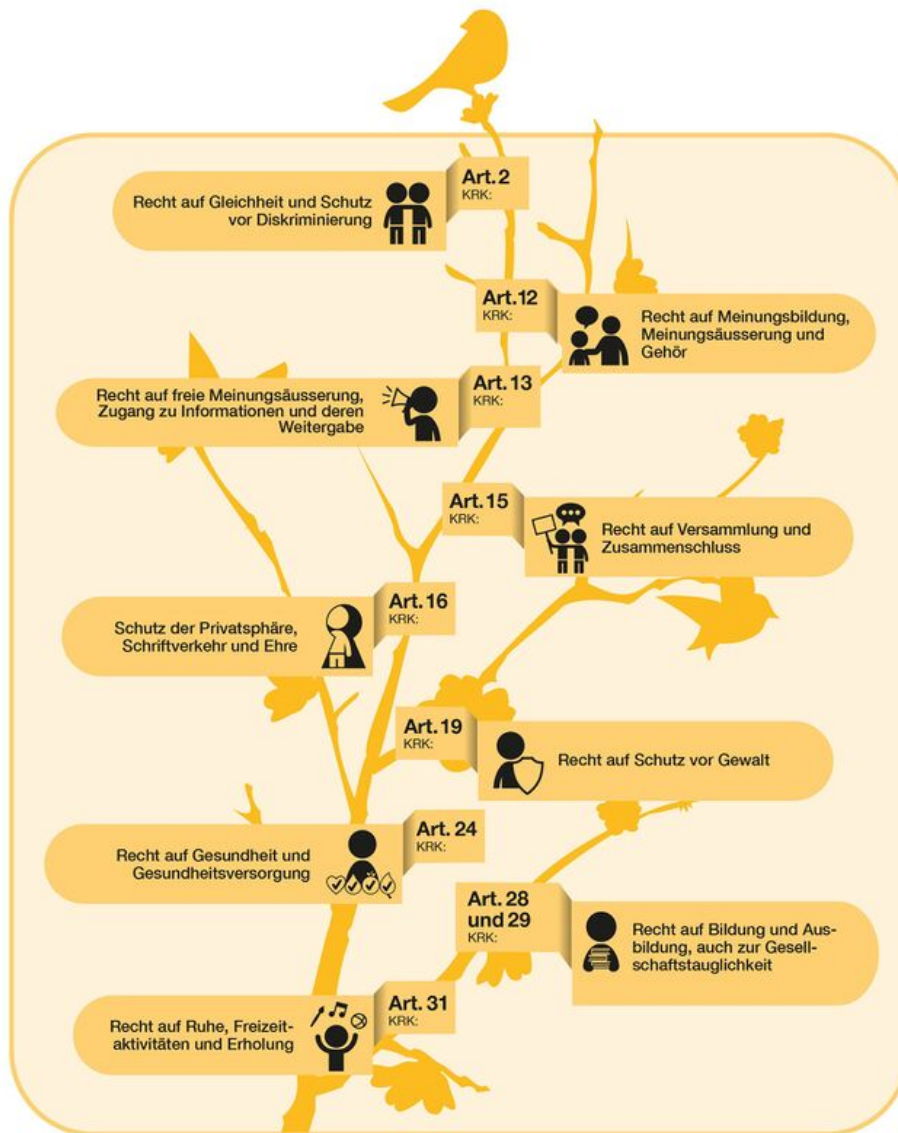 Art. 2
KRK:
Recht auf Gleichheit und Schutz
vor Diskriminierung
Art. 12
KRK:
Recht auf Meinungsbildung,
Meinungsäusserung und
Gehör
Art. 13
KRK:
Recht auf freie Meinungsäusserung,
Zugang zu Informationen und deren
Weitergabe
Art. 15
KRK:
Recht auf Versammlung und
Zusammenschluss
Art. 16
KRK:
Schutz der Privatsphäre,
Schriftverkehr und Ehre
Art. 19
KRK:
Recht auf Schutz vor Gewalt
Art. 24
KRK:
Recht auf Gesundheit und
Gesundheitsversorgung
Art. 28
und 29
KRK:
Recht auf Bildung und Aus-
bildung, auch zur Gesell-
schaftstauglichkeit
Art. 31
KRK:
Recht auf Ruhe, Freizeit-
aktivitäten und Erholung